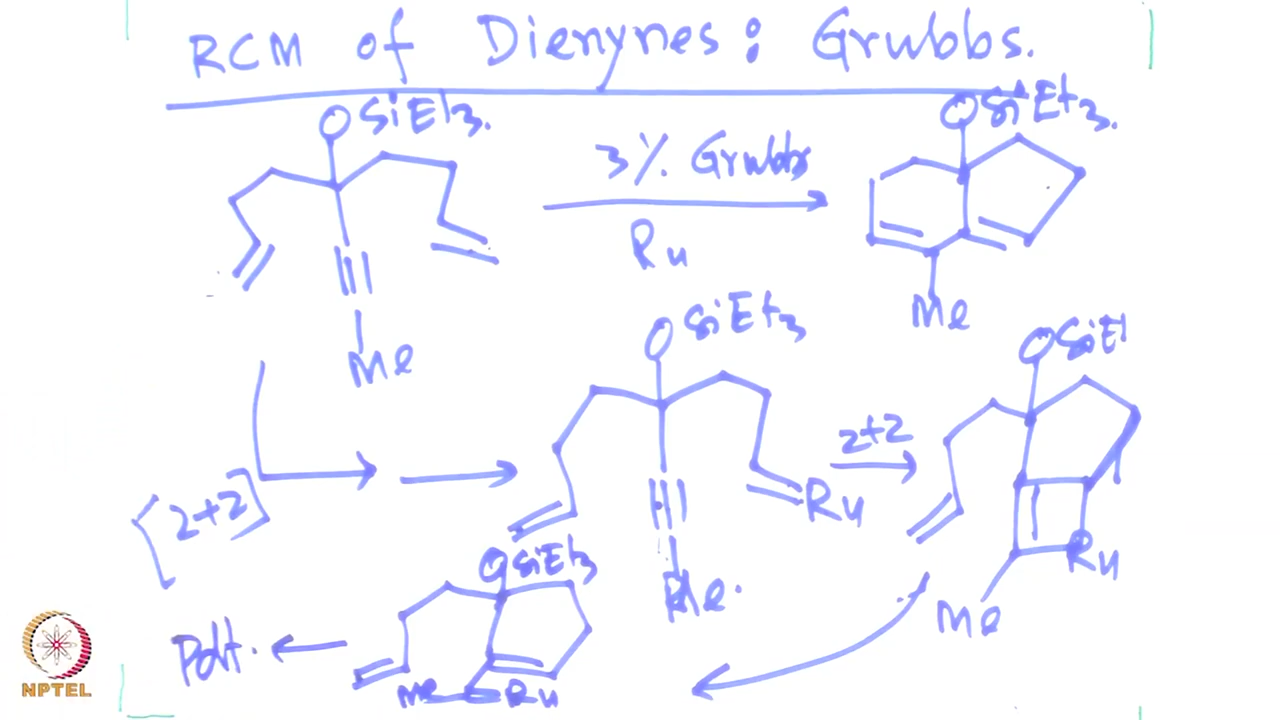 RCM of Dienynes: Grubbs.
OSiEt3.
OSiEt3.
3% Grubbs
Ru
Me
Me
OSiEt3
OSiEt
2+2
[2+2]
Ru
Ru
Me.
Me
OSiEt3
Me
Ru
NPTEL